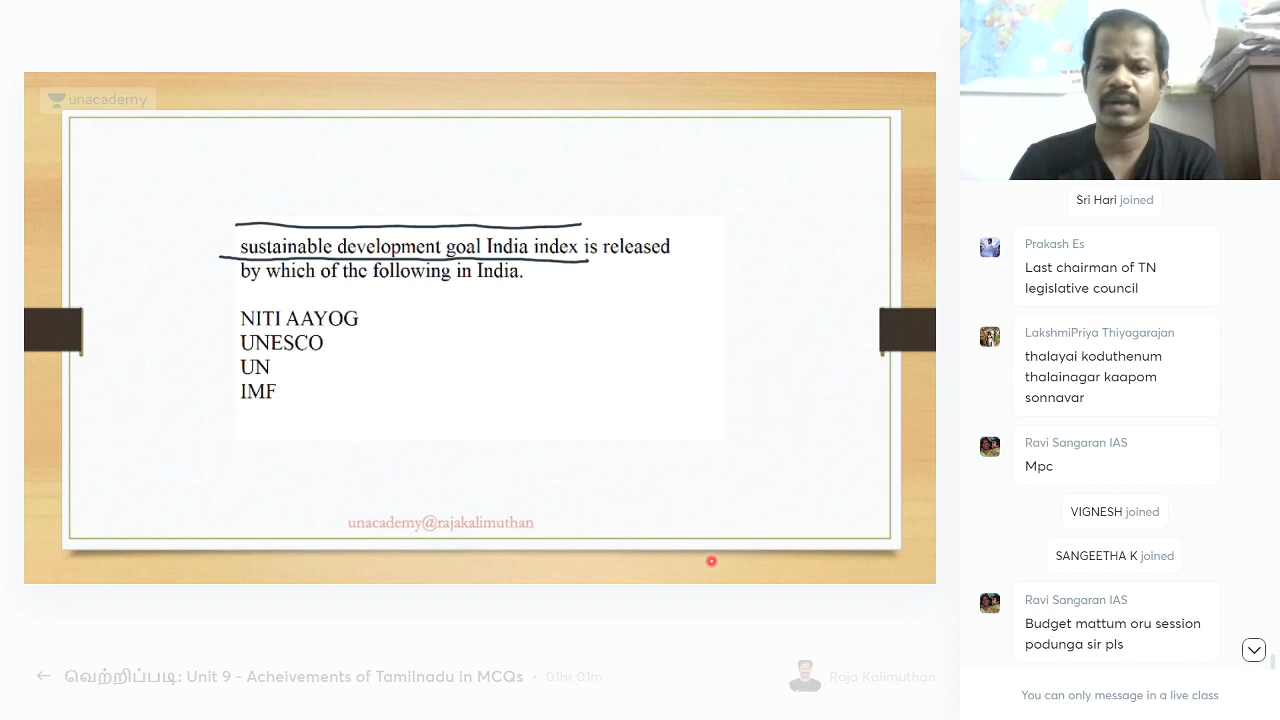 unacademy
sustainable development goal India index is released
by which of the following in India.
NITI AAYOG
UNESCO
UN
IMF
unacademy@rajakalimuthan
வெற்றிப்படி: Unit 9 - Acheivements of Tamilnadu in MCQs • 01hr 01m
Raja Kalimuthan
Sri Hari joined
Prakash Es
Last chairman of TN
legislative council
LakshmiPriya Thiyagarajan
thalayai koduthenum
thalainagar kaapom
sonnavar
Ravi Sangaran IAS
Mpc
VIGNESH joined
SANGEETHA K joined
Ravi Sangaran IAS
Budget mattum oru session
podunga sir pls
You can only message in a live class